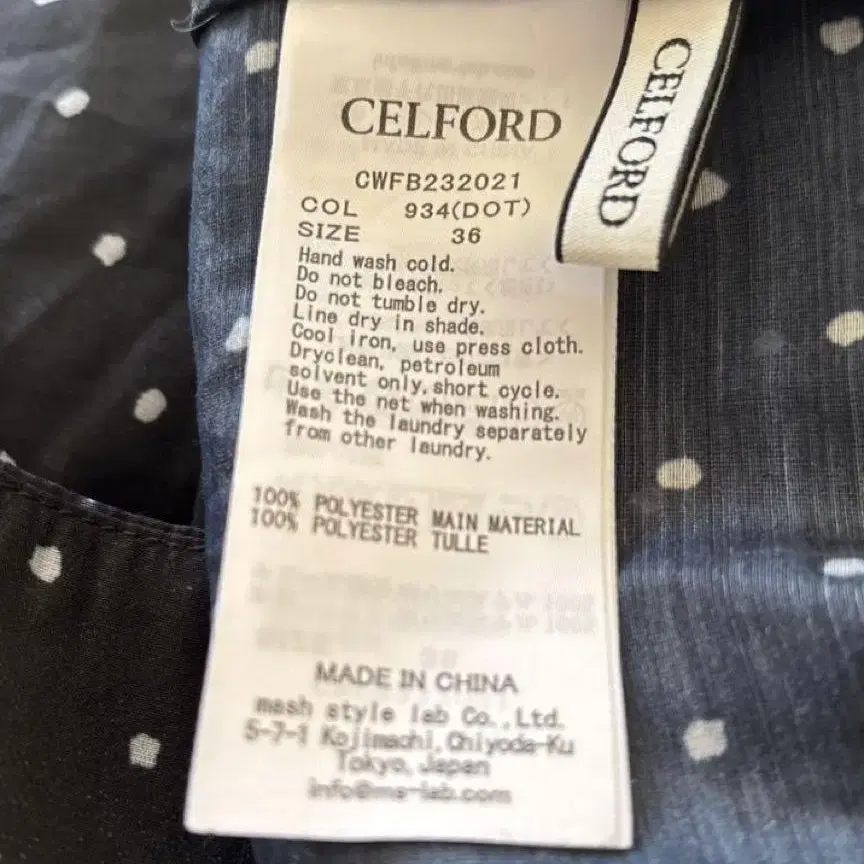 CELFORD
CELFORD
CWFB232021
COL 934(DOT)
SIZE 36
Hand wash cold.
Do not bleach.
Do not tumble dry.
Line dry in shade.
Cool iron, use press cloth.
Dryclean, petroleum
solvent only.short cycle.
Use the net when washing.
Wash the laundry separately
from other laundry.
100% POLYESTER MAIN MATERIAL
100% POLYESTER TULLE
MADE IN CHINA
mash style lab Co.,Ltd.
5-7-1 Kojimachi,Chiyoda-Ku
Tokyo,Japan
info@ms-lab.com